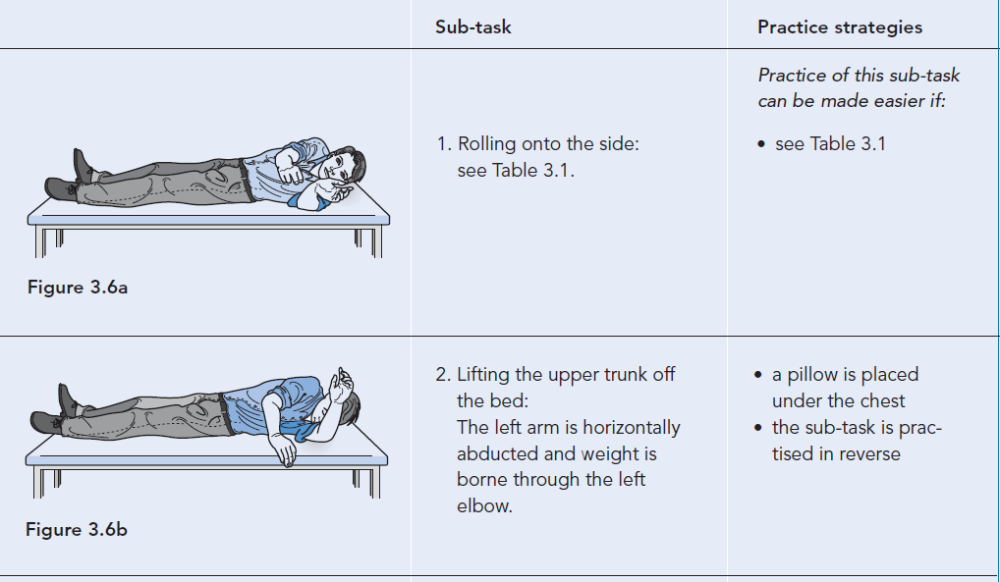 Sub-task
Practice strategies
Practice of this sub-task
can be made easier if:
1. Rolling onto the side:
see Table 3.1.
• see Table 3.1
Figure 3.6a
2. Lifting the upper trunk off
the bed:
The left arm is horizontally
abducted and weight is
borne through the left
elbow.
• a pillow is placed
under the chest
• the sub-task is prac-
tised in reverse
Figure 3.6b